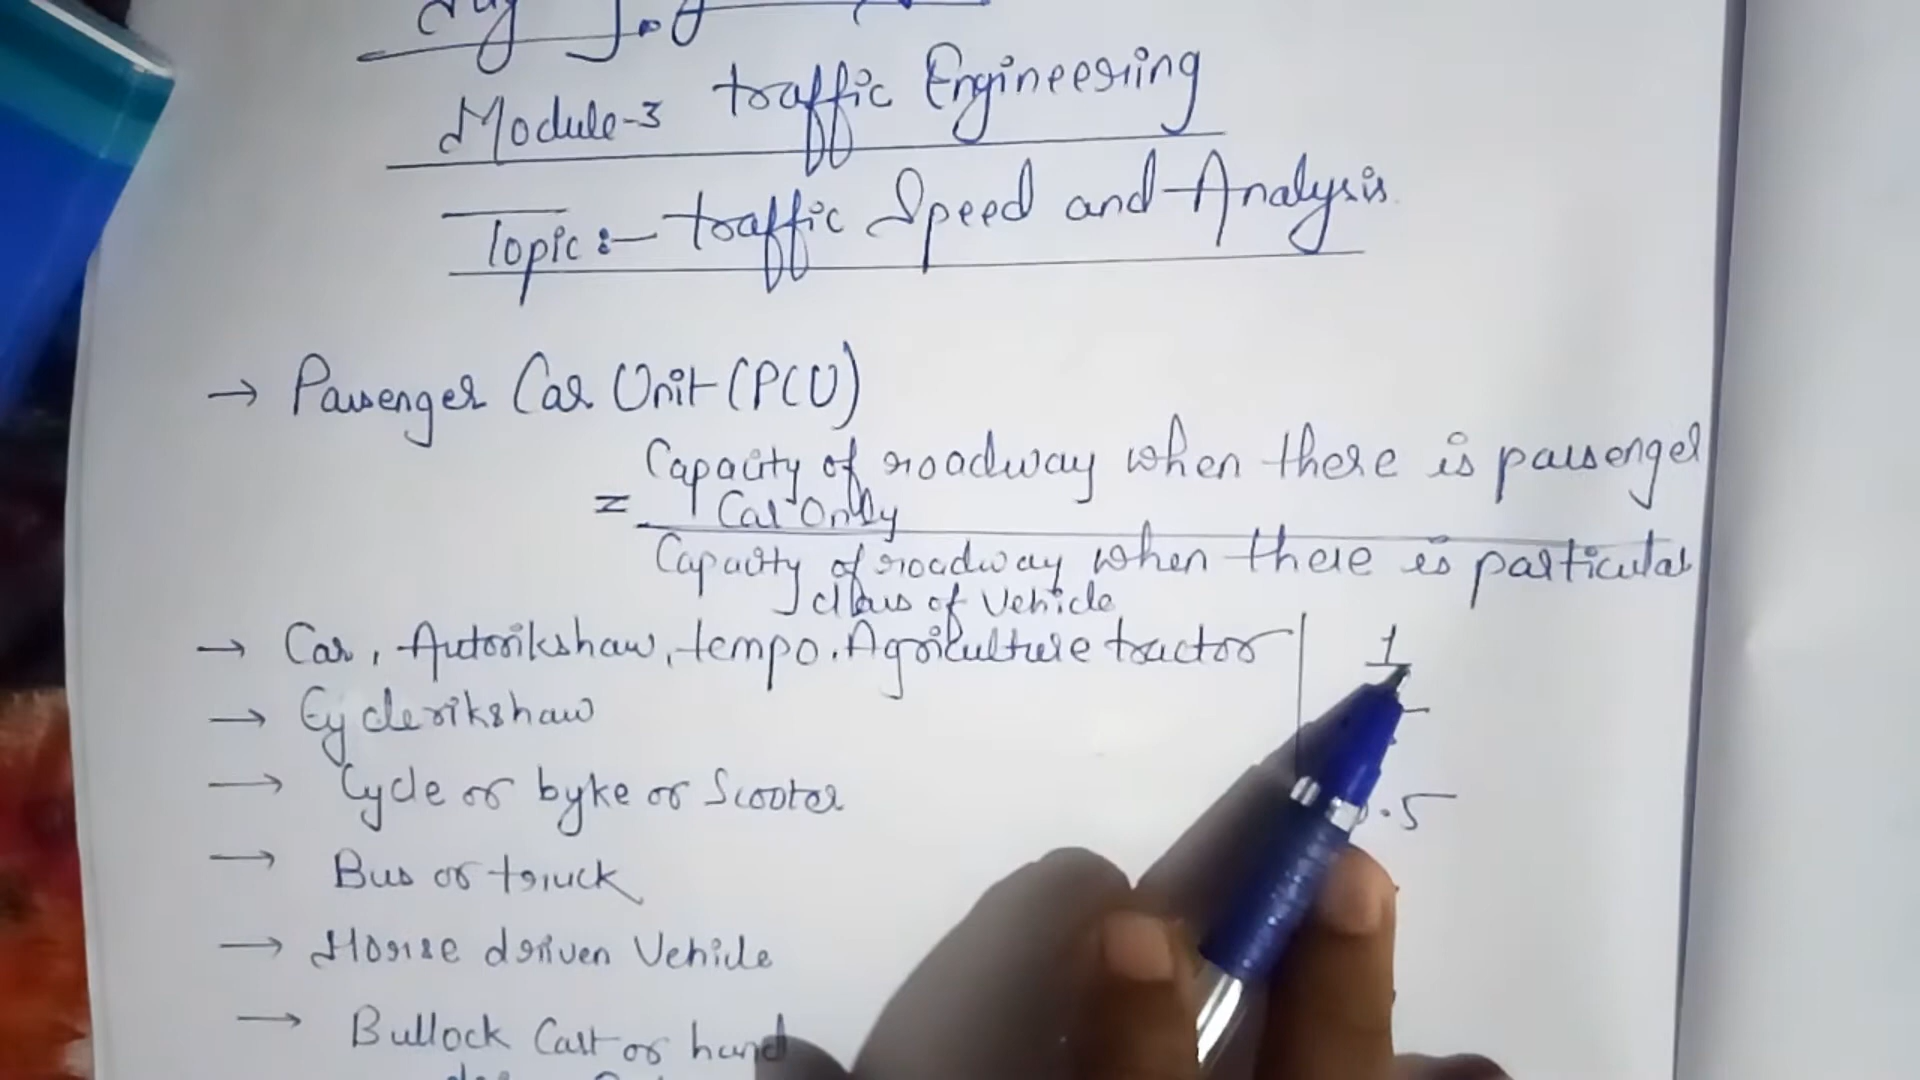 Module-3 traffic Engineering
Topic :- traffic Speed and Analysis
→ Passenger Car Unit (PCU)
= Capacity of roadway when there is passenger
Car Only
Capacity of roadway when there is particular
class of Vehicle
→ Car, Autorikshaw, tempo, Agriculture tractor | 1
→ Cyclerikshaw
→ Cycle or byke or Scooter .5
→ Bus or truck
→ Horse driven Vehicle
→ Bullock Cart or hand